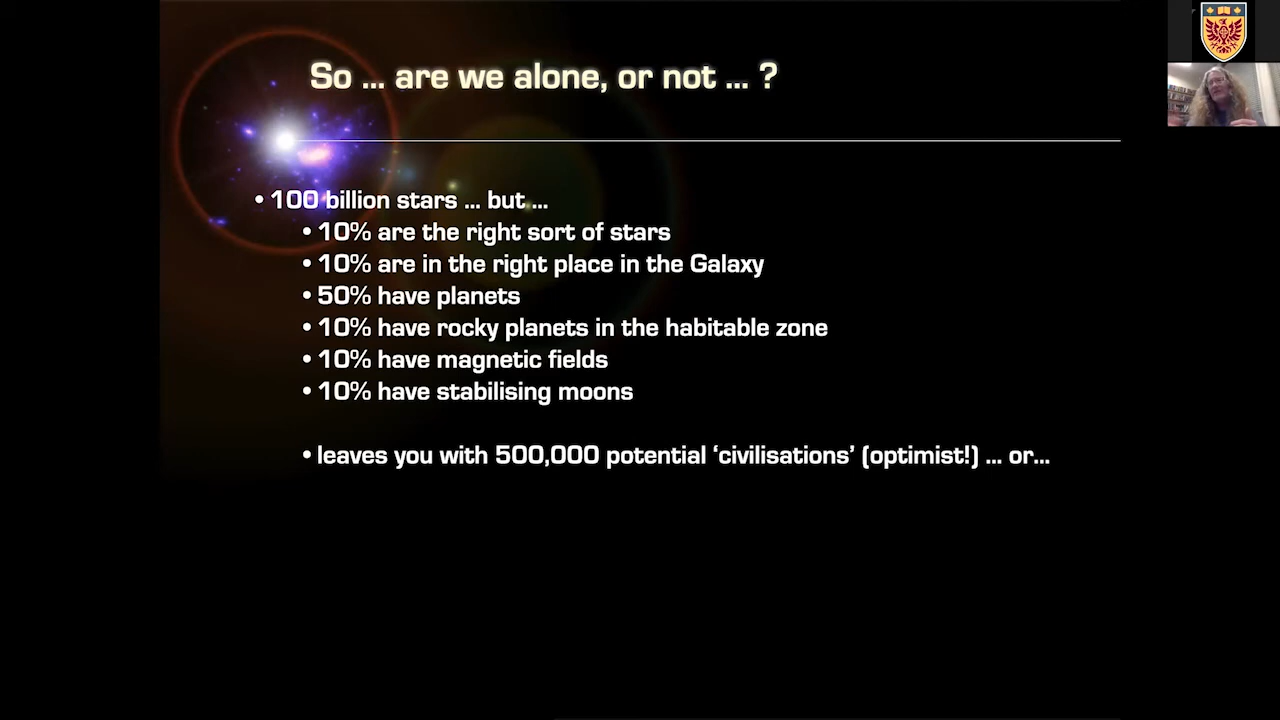 So ... are we alone, or not ... ?
• 100 billion stars ... but ...
• 10% are the right sort of stars
• 10% are in the right place in the Galaxy
• 50% have planets
• 10% have rocky planets in the habitable zone
• 10% have magnetic fields
• 10% have stabilising moons
• leaves you with 500,000 potential ‘civilisations’ (optimist!) ... or...